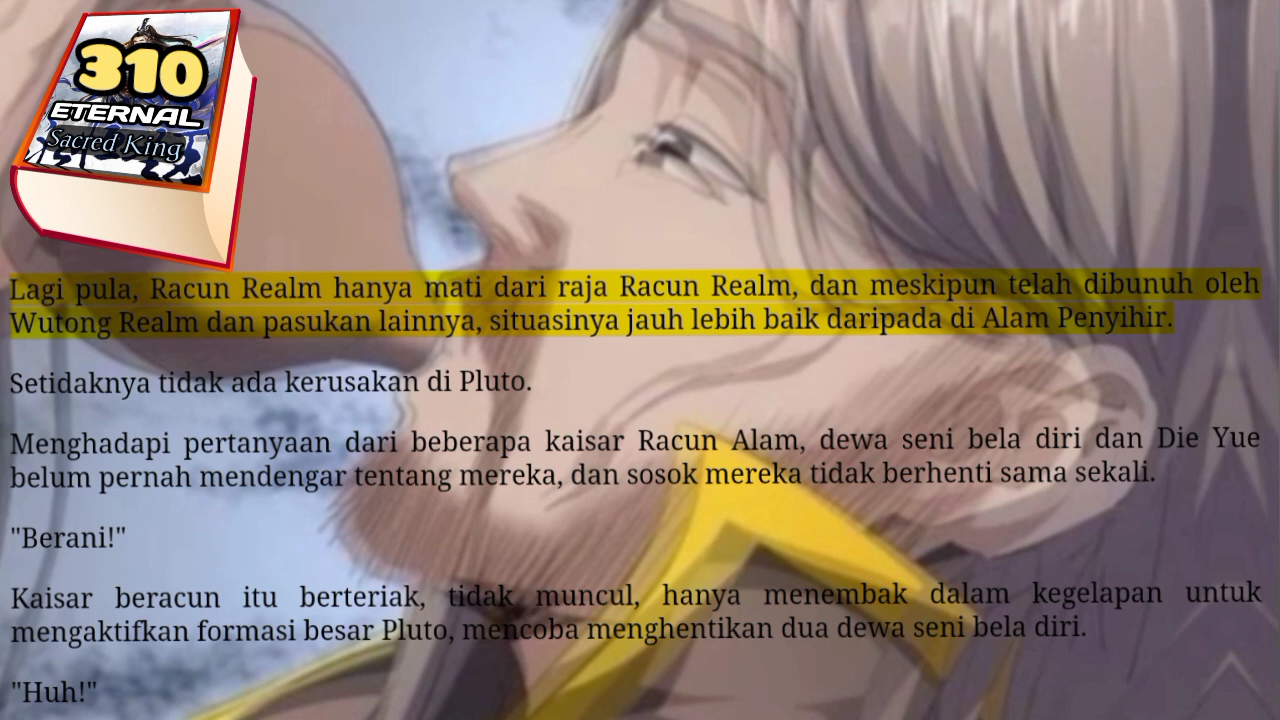 310
ETERNAL
Sacred King
Lagi pula, Racun Realm hanya mati dari raja Racun Realm, dan meskipun telah dibunuh oleh
Wutong Realm dan pasukan lainnya, situasinya jauh lebih baik daripada di Alam Penyihir.
Setidaknya tidak ada kerusakan di Pluto.
Menghadapi pertanyaan dari beberapa kaisar Racun Alam, dewa seni bela diri dan Die Yue
belum pernah mendengar tentang mereka, dan sosok mereka tidak berhenti sama sekali.
"Berani!"
Kaisar beracun itu berteriak, tidak muncul, hanya menembak dalam kegelapan untuk
mengaktifkan formasi besar Pluto, mencoba menghentikan dua dewa seni bela diri.
"Huh!"